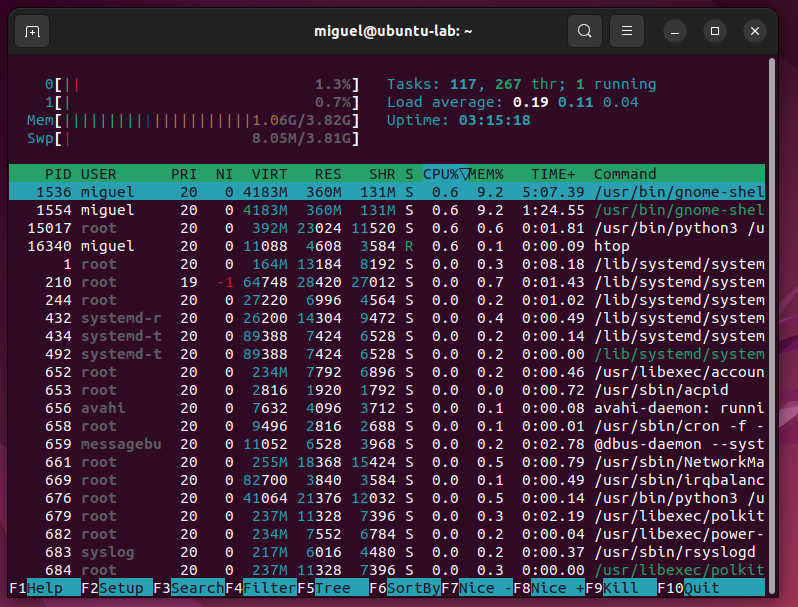 miguel@ubuntu-lab: ~
0[|| 1.3%] Tasks: 117, 267 thr; 1 running
1[| 0.7%] Load average: 0.19 0.11 0.04
Mem[||||||||||||||||||||||1.06G/3.82G] Uptime: 03:15:18
Swp[| 8.05M/3.81G]
PID USER PRI NI VIRT RES SHR S CPU%▽MEM% TIME+ Command
1536 miguel 20 0 4183M 360M 131M S 0.6 9.2 5:07.39 /usr/bin/gnome-shel
1554 miguel 20 0 4183M 360M 131M S 0.6 9.2 1:24.55 /usr/bin/gnome-shel
15017 root 20 0 392M 23024 11520 S 0.6 0.6 0:01.81 /usr/bin/python3 /u
16340 miguel 20 0 11088 4608 3584 R 0.6 0.1 0:00.09 htop
1 root 20 0 164M 13184 8192 S 0.0 0.3 0:08.18 /lib/systemd/system
210 root 19 -1 64748 28420 27012 S 0.0 0.7 0:01.43 /lib/systemd/system
244 root 20 0 27220 6996 4564 S 0.0 0.2 0:01.02 /lib/systemd/system
432 systemd-r 20 0 26200 14304 9472 S 0.0 0.4 0:00.49 /lib/systemd/system
434 systemd-t 20 0 89388 7424 6528 S 0.0 0.2 0:00.14 /lib/systemd/system
492 systemd-t 20 0 89388 7424 6528 S 0.0 0.2 0:00.00 /lib/systemd/system
652 root 20 0 234M 7792 6896 S 0.0 0.2 0:00.46 /usr/libexec/accoun
653 root 20 0 2816 1920 1792 S 0.0 0.0 0:00.72 /usr/sbin/acpid
656 avahi 20 0 7632 4096 3712 S 0.0 0.1 0:00.08 avahi-daemon: runni
658 root 20 0 9496 2816 2688 S 0.0 0.1 0:00.01 /usr/sbin/cron -f -
659 messagebu 20 0 11052 6528 3968 S 0.0 0.2 0:02.78 @dbus-daemon --syst
661 root 20 0 255M 18368 15424 S 0.0 0.5 0:00.79 /usr/sbin/NetworkMa
669 root 20 0 82700 3840 3584 S 0.0 0.1 0:00.49 /usr/sbin/irqbalanc
676 root 20 0 41064 21376 12032 S 0.0 0.5 0:00.14 /usr/bin/python3 /u
679 root 20 0 237M 11328 7396 S 0.0 0.3 0:02.19 /usr/libexec/polkit
682 root 20 0 234M 7552 6784 S 0.0 0.2 0:00.04 /usr/libexec/power-
683 syslog 20 0 217M 6016 4480 S 0.0 0.2 0:00.37 /usr/sbin/rsyslogd
684 root 20 0 237M 11328 7396 S 0.0 0.3 0:00.00 /usr/libexec/polkit
F1Help F2Setup F3SearchF4FilterF5Tree F6SortByF7Nice -F8Nice +F9Kill F10Quit